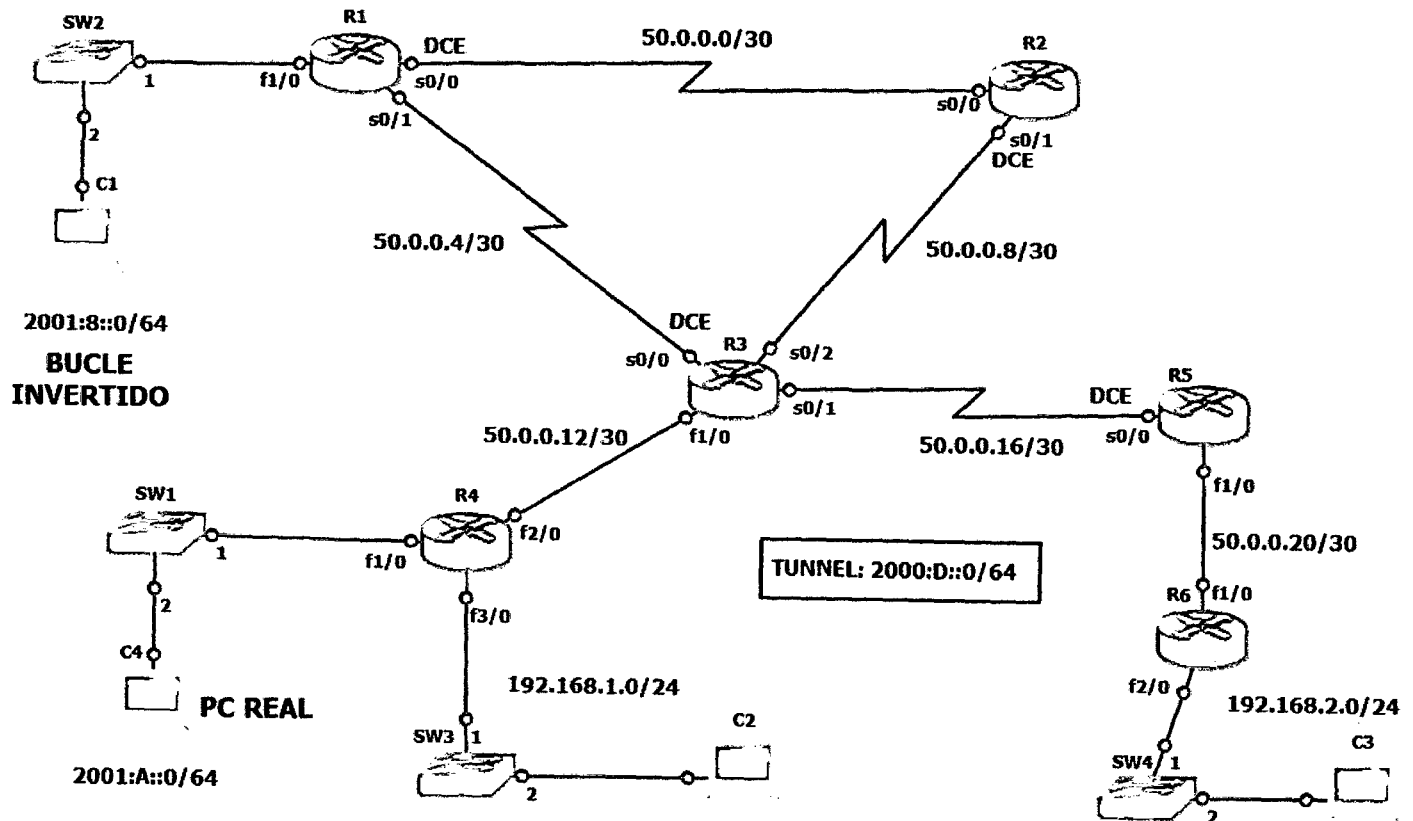 SW2
R1
DCE
50.0.0.0/30
R2
1
f1/0
s0/0
s0/0
s0/1
s0/1
DCE
2
C1
50.0.0.4/30
50.0.0.8/30
2001:8::0/64
BUCLE
INVERTIDO
DCE
R3
s0/0
s0/2
s0/1
f1/0
DCE
R5
s0/0
50.0.0.12/30
50.0.0.16/30
f1/0
SW1
R4
1
f1/0
f2/0
50.0.0.20/30
TUNNEL: 2000:D::0/64
2
f3/0
R6
f1/0
C4
PC REAL
192.168.1.0/24
f2/0
192.168.2.0/24
2001:A::0/64
SW3
1
C2
2
C3
SW4
1
2